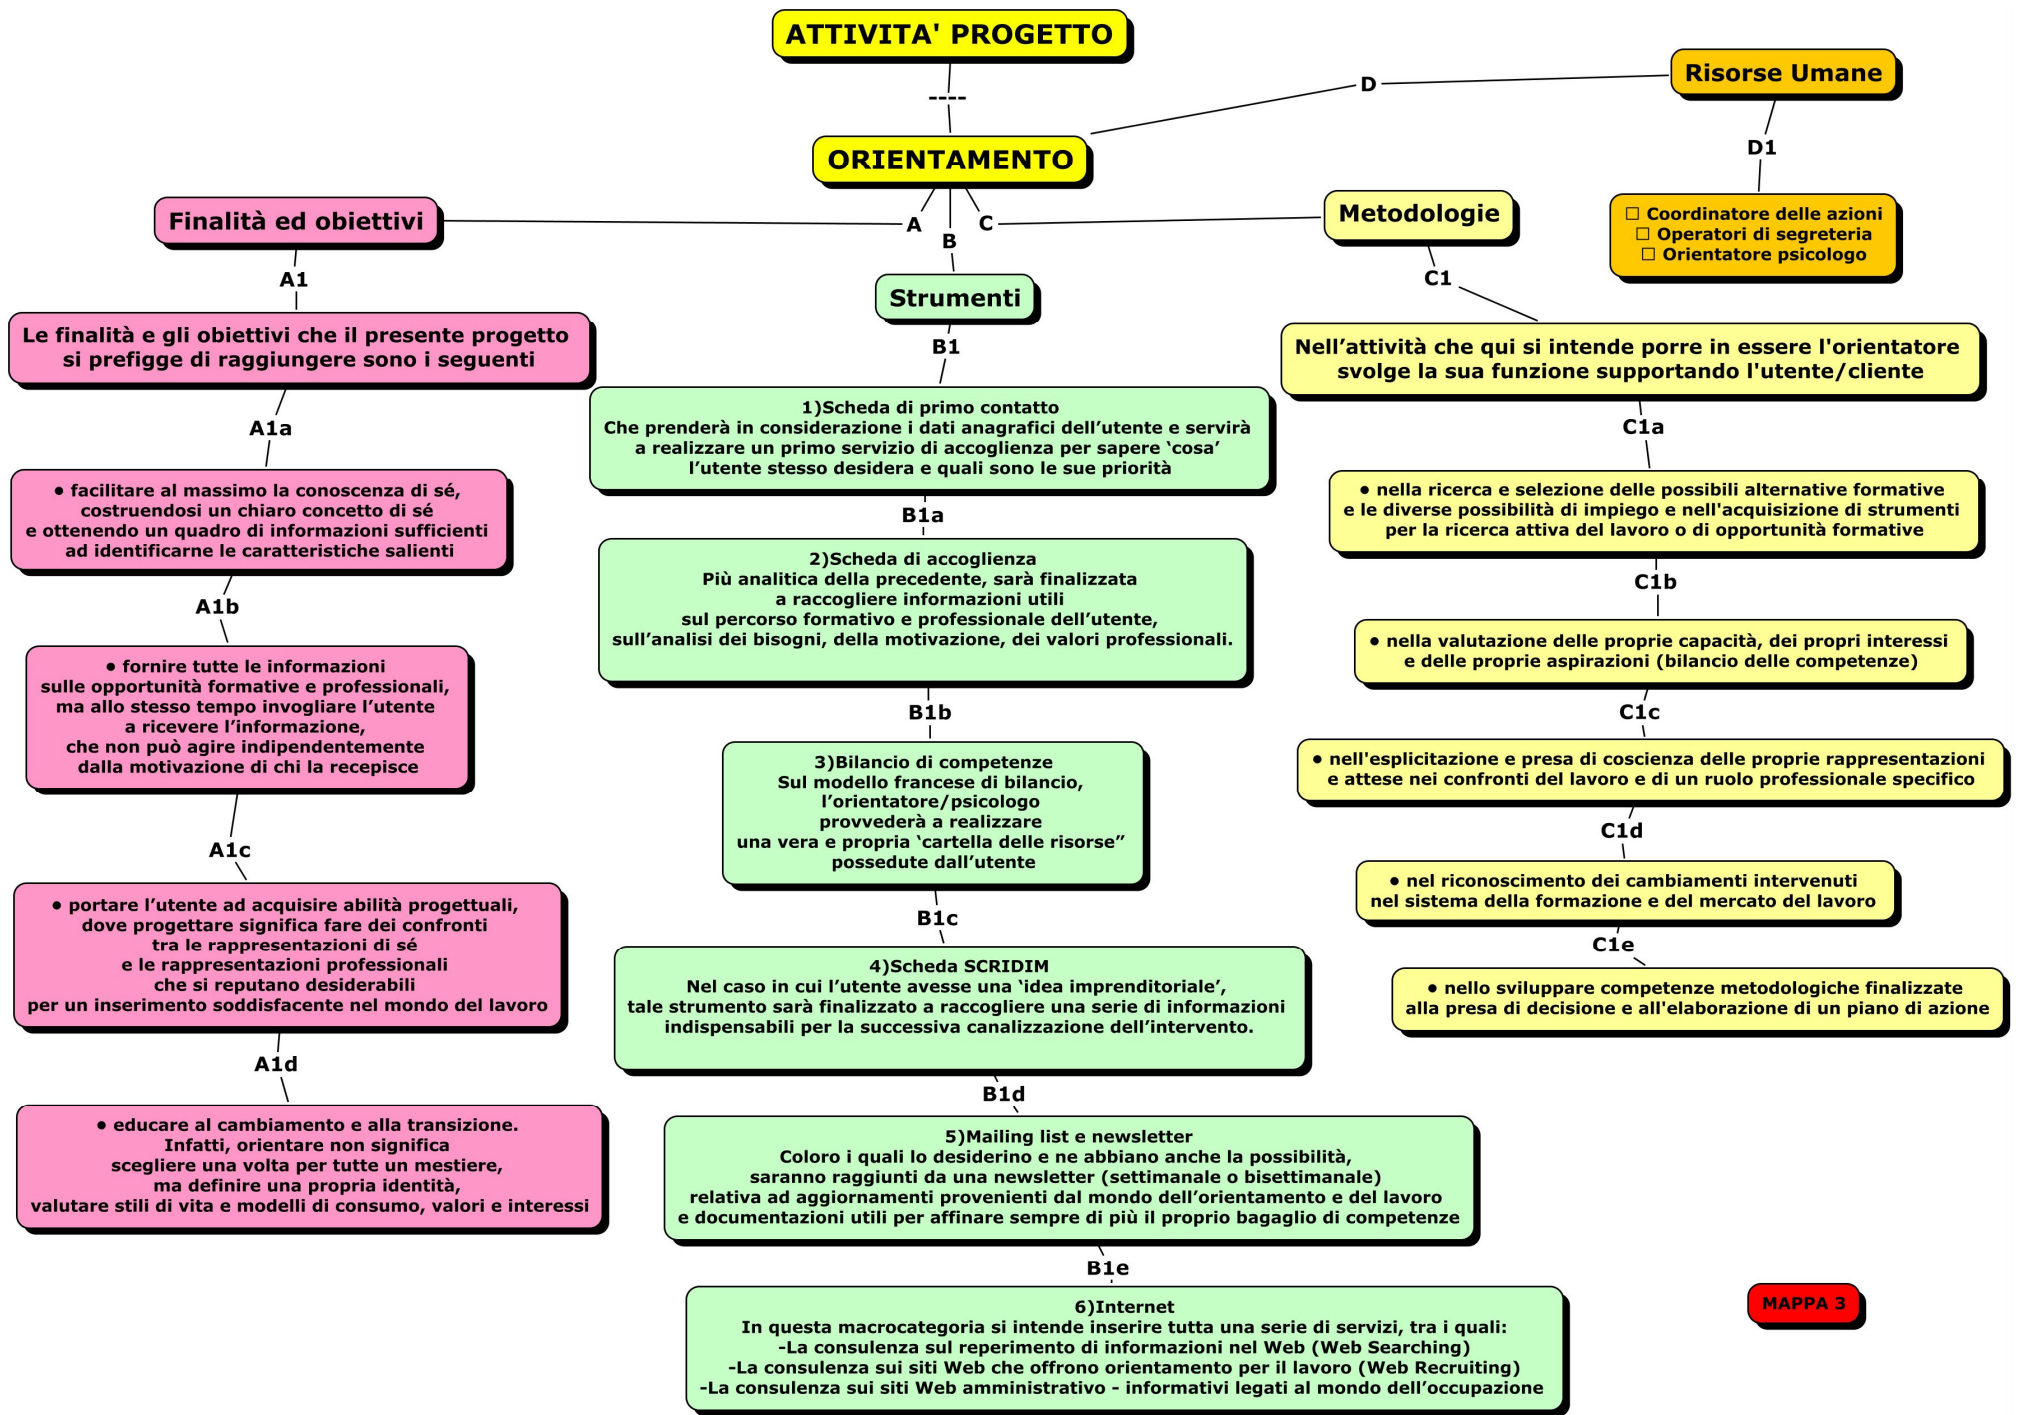 ATTIVITA' PROGETTO
----
ORIENTAMENTO
A
B
C
D
Finalità ed obiettivi
A1
Le finalità e gli obiettivi che il presente progetto
si prefigge di raggiungere sono i seguenti
A1a
• facilitare al massimo la conoscenza di sé,
costruendosi un chiaro concetto di sé
e ottenendo un quadro di informazioni sufficienti
ad identificarne le caratteristiche salienti
A1b
• fornire tutte le informazioni
sulle opportunità formative e professionali,
ma allo stesso tempo invogliare l’utente
a ricevere l’informazione,
che non può agire indipendentemente
dalla motivazione di chi la recepisce
A1c
• portare l’utente ad acquisire abilità progettuali,
dove progettare significa fare dei confronti
tra le rappresentazioni di sé
e le rappresentazioni professionali
che si reputano desiderabili
per un inserimento soddisfacente nel mondo del lavoro
A1d
• educare al cambiamento e alla transizione.
Infatti, orientare non significa
scegliere una volta per tutte un mestiere,
ma definire una propria identità,
valutare stili di vita e modelli di consumo, valori e interessi
Strumenti
B1
1)Scheda di primo contatto
Che prenderà in considerazione i dati anagrafici dell’utente e servirà
a realizzare un primo servizio di accoglienza per sapere ‘cosa’
l’utente stesso desidera e quali sono le sue priorità
B1a
2)Scheda di accoglienza
Più analitica della precedente, sarà finalizzata
a raccogliere informazioni utili
sul percorso formativo e professionale dell’utente,
sull’analisi dei bisogni, della motivazione, dei valori professionali.
B1b
3)Bilancio di competenze
Sul modello francese di bilancio,
l’orientatore/psicologo
provvederà a realizzare
una vera e propria ‘cartella delle risorse”
possedute dall’utente
B1c
4)Scheda SCRIDIM
Nel caso in cui l’utente avesse una ‘idea imprenditoriale’,
tale strumento sarà finalizzato a raccogliere una serie di informazioni
indispensabili per la successiva canalizzazione dell’intervento.
B1d
5)Mailing list e newsletter
Coloro i quali lo desiderino e ne abbiano anche la possibilità,
saranno raggiunti da una newsletter (settimanale o bisettimanale)
relativa ad aggiornamenti provenienti dal mondo dell’orientamento e del lavoro
e documentazioni utili per affinare sempre di più il proprio bagaglio di competenze
B1e
6)Internet
In questa macrocategoria si intende inserire tutta una serie di servizi, tra i quali:
-La consulenza sul reperimento di informazioni nel Web (Web Searching)
-La consulenza sui siti Web che offrono orientamento per il lavoro (Web Recruiting)
-La consulenza sui siti Web amministrativo - informativi legati al mondo dell’occupazione
Metodologie
C1
Nell’attività che qui si intende porre in essere l'orientatore
svolge la sua funzione supportando l'utente/cliente
C1a
• nella ricerca e selezione delle possibili alternative formative
e le diverse possibilità di impiego e nell'acquisizione di strumenti
per la ricerca attiva del lavoro o di opportunità formative
C1b
• nella valutazione delle proprie capacità, dei propri interessi
e delle proprie aspirazioni (bilancio delle competenze)
C1c
• nell'esplicitazione e presa di coscienza delle proprie rappresentazioni
e attese nei confronti del lavoro e di un ruolo professionale specifico
C1d
• nel riconoscimento dei cambiamenti intervenuti
nel sistema della formazione e del mercato del lavoro
C1e
• nello sviluppare competenze metodologiche finalizzate
alla presa di decisione e all'elaborazione di un piano di azione
Risorse Umane
D1
☐ Coordinatore delle azioni
☐ Operatori di segreteria
☐ Orientatore psicologo
MAPPA 3